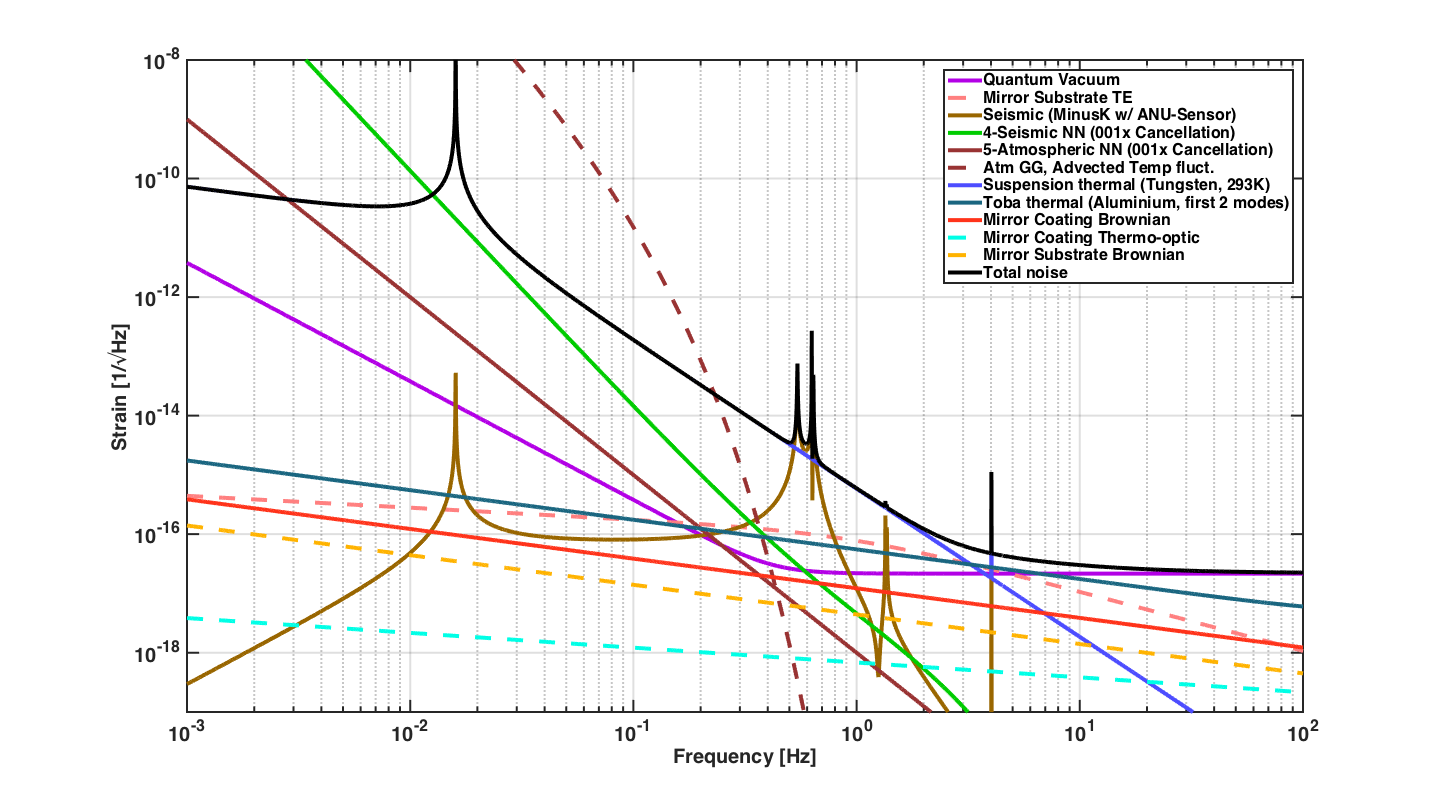 10-8
10-10
10-12
10-14
10-16
10-18
Strain [1/√Hz]
Quantum Vacuum
Mirror Substrate TE
Seismic (MinusK w/ ANU-Sensor)
4-Seismic NN (001x Cancellation)
5-Atmospheric NN (001x Cancellation)
Atm GG, Advected Temp fluct.
Suspension thermal (Tungsten, 293K)
Toba thermal (Aluminium, first 2 modes)
Mirror Coating Brownian
Mirror Coating Thermo-optic
Mirror Substrate Brownian
Total noise
10-3 10-2 10-1 100 101 102
Frequency [Hz]